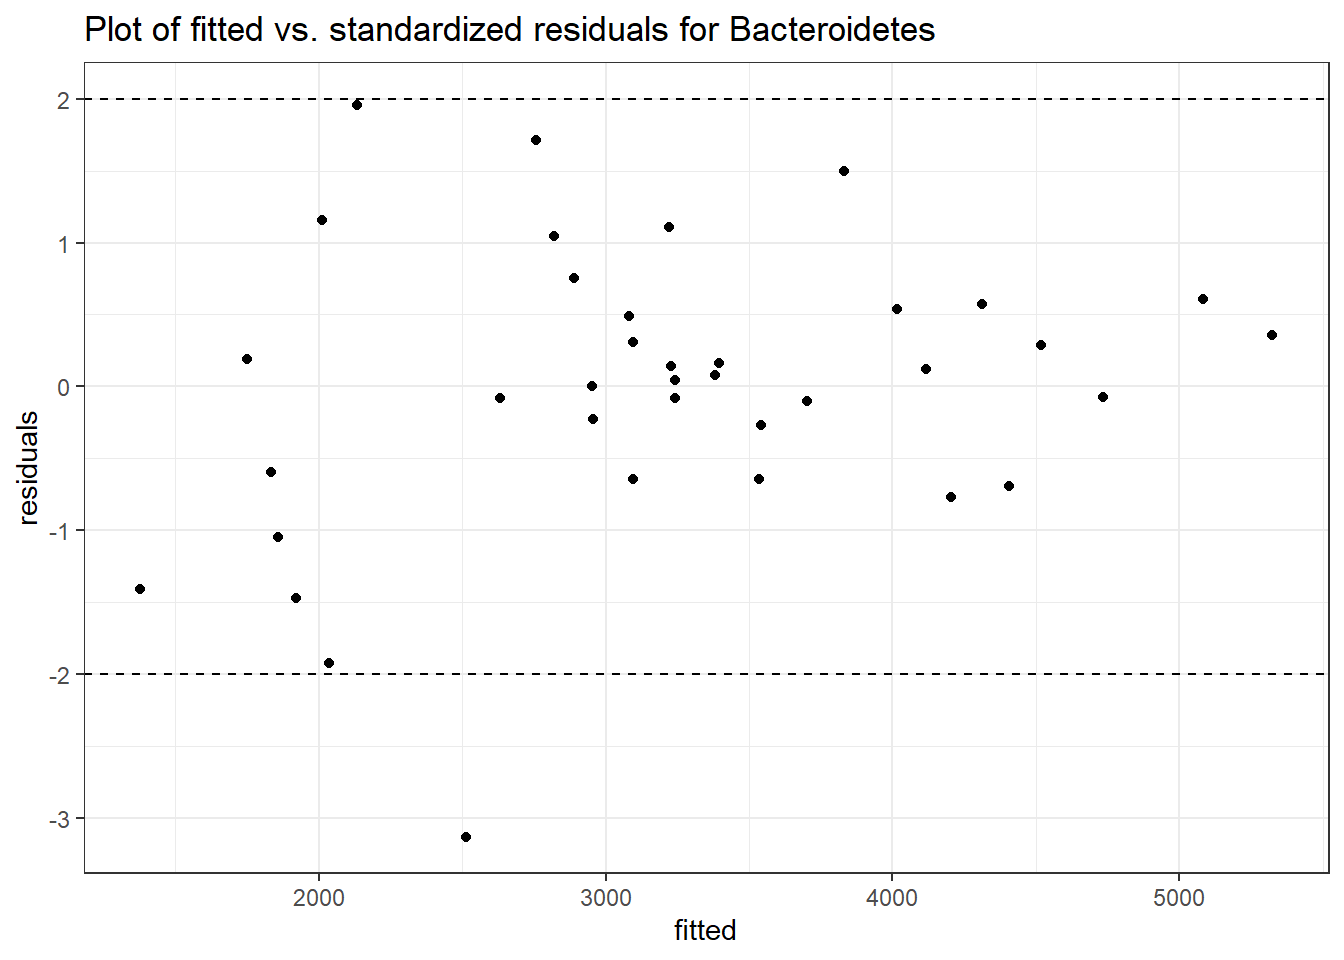 Plot of fitted vs. standardized residuals for Bacteroidetes
2
1
0
-1
-2
-3
residuals
2000 3000 4000 5000
fitted